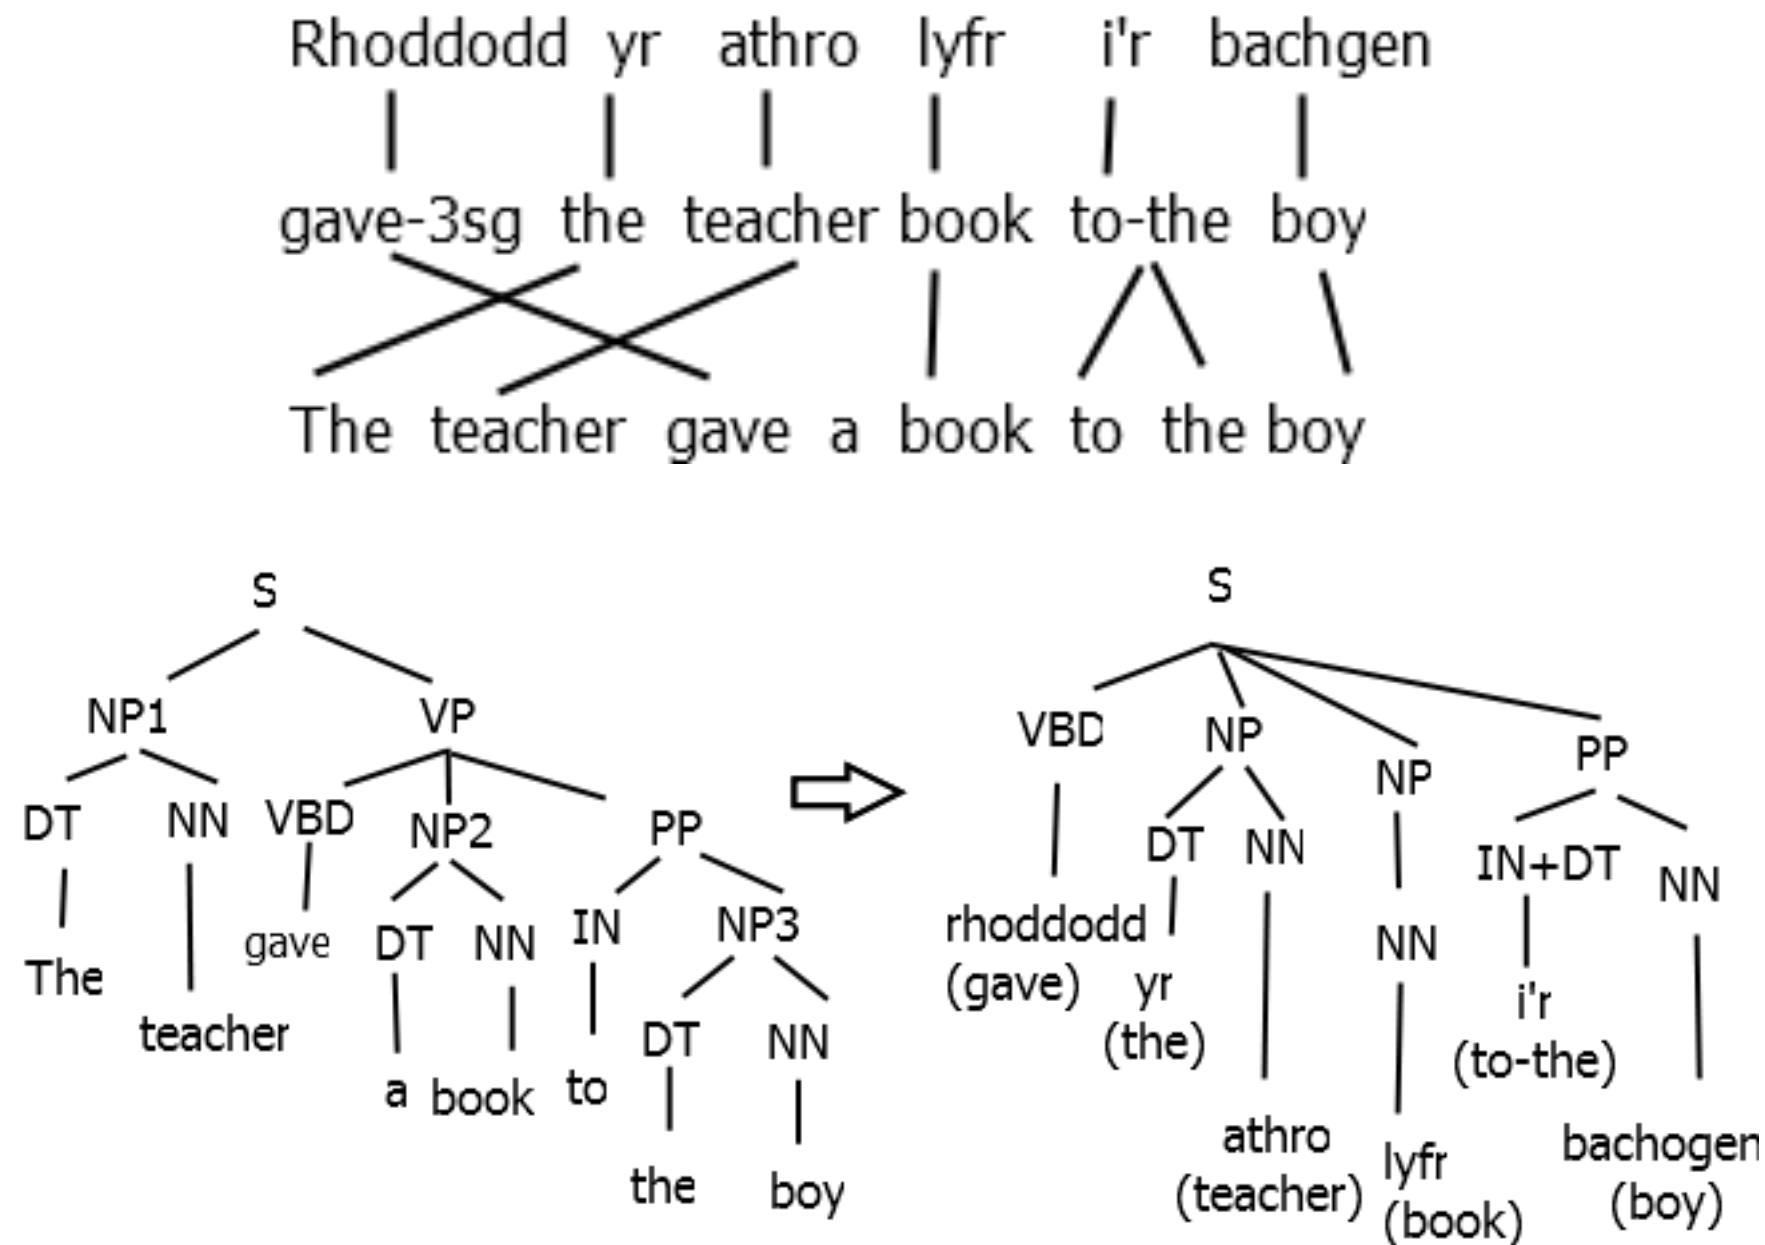 Rhoddodd yr athro lyfr i'r bachgen
gave-3sg the teacher book to-the boy
The teacher gave a book to the boy
S
NP1 VP
DT NN VBD NP2 PP
The teacher gave DT NN IN NP3
a book to DT NN
the boy
S
VBD NP NP PP
DT NN NN IN+DT NN
rhoddodd
(gave)
yr
(the)
athro
(teacher)
lyfr
(book)
i'r
(to-the)
bachogen
(boy)